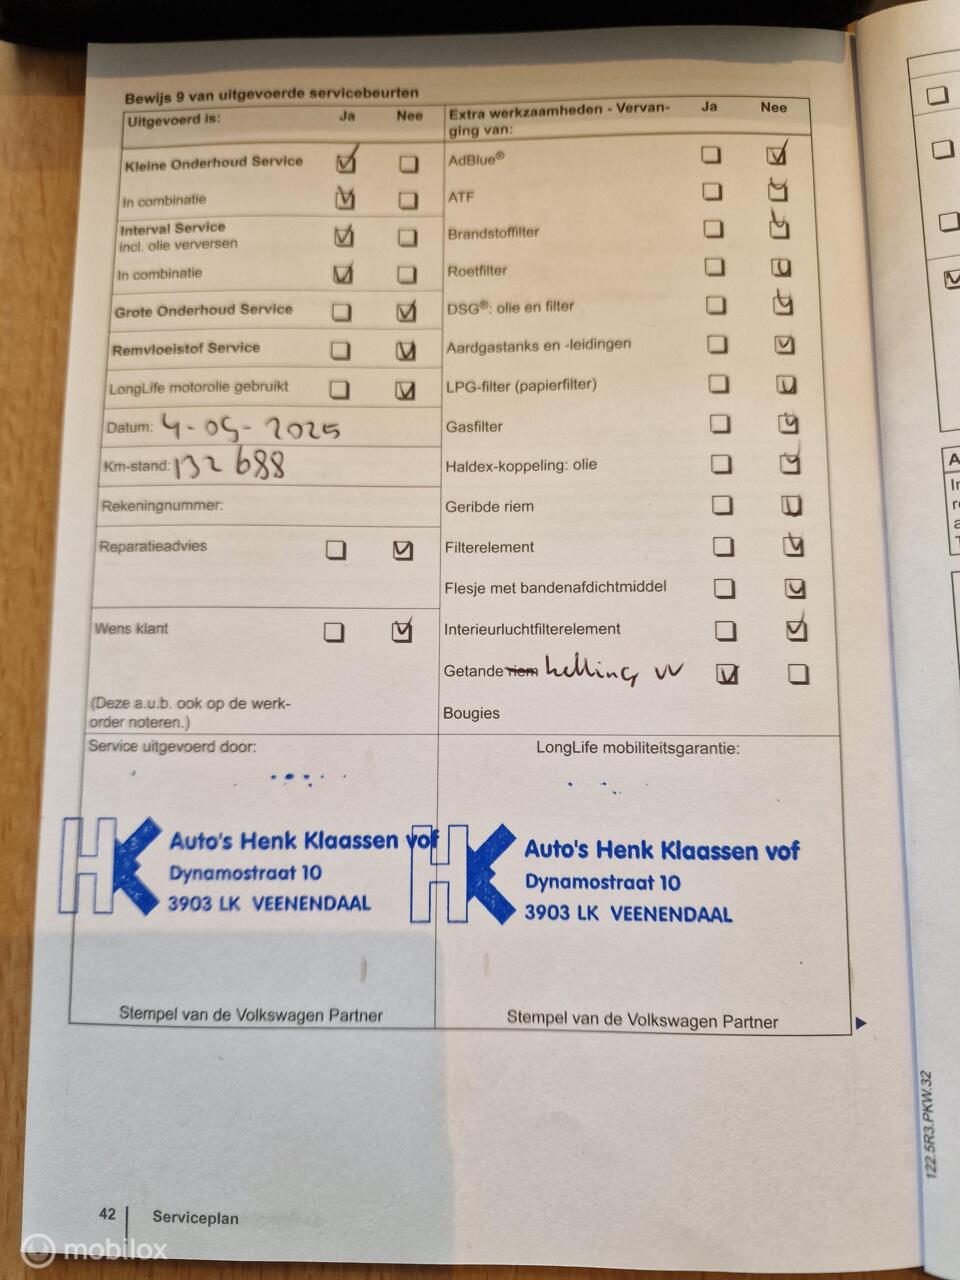 Bewijs 9 van uitgevoerde servicebeurten
Uitgevoerd is: Ja Nee
Kleine Onderhoud Service
In combinatie
Interval Service
incl. olie verversen
In combinatie
Grote Onderhoud Service
Remvloeistof Service
LongLife motorolie gebruikt
Datum: 4-05-2025
Km-stand: 132 688
Rekeningnummer:
Reparatieadvies
Wens klant
(Deze a.u.b. ook op de werk-
order noteren.)
Extra werkzaamheden - Vervan- Ja Nee
ging van:
AdBlue®
ATF
Brandstoffilter
Roetfilter
DSG®: olie en filter
Aardgastanks en -leidingen
LPG-filter (papierfilter)
Gasfilter
Haldex-koppeling: olie
Geribde riem
Filterelement
Flesje met bandenafdichtmiddel
Interieurluchtfilterelement
Getande riem
Bougies
Service uitgevoerd door:
HK
Auto's Henk Klaassen vof
Dynamostraat 10
3903 LK VEENENDAAL
Stempel van de Volkswagen Partner
LongLife mobiliteitsgarantie:
HK
Auto's Henk Klaassen vof
Dynamostraat 10
3903 LK VEENENDAAL
Stempel van de Volkswagen Partner
42 Serviceplan
122.5R3.PKW.32
mobilox